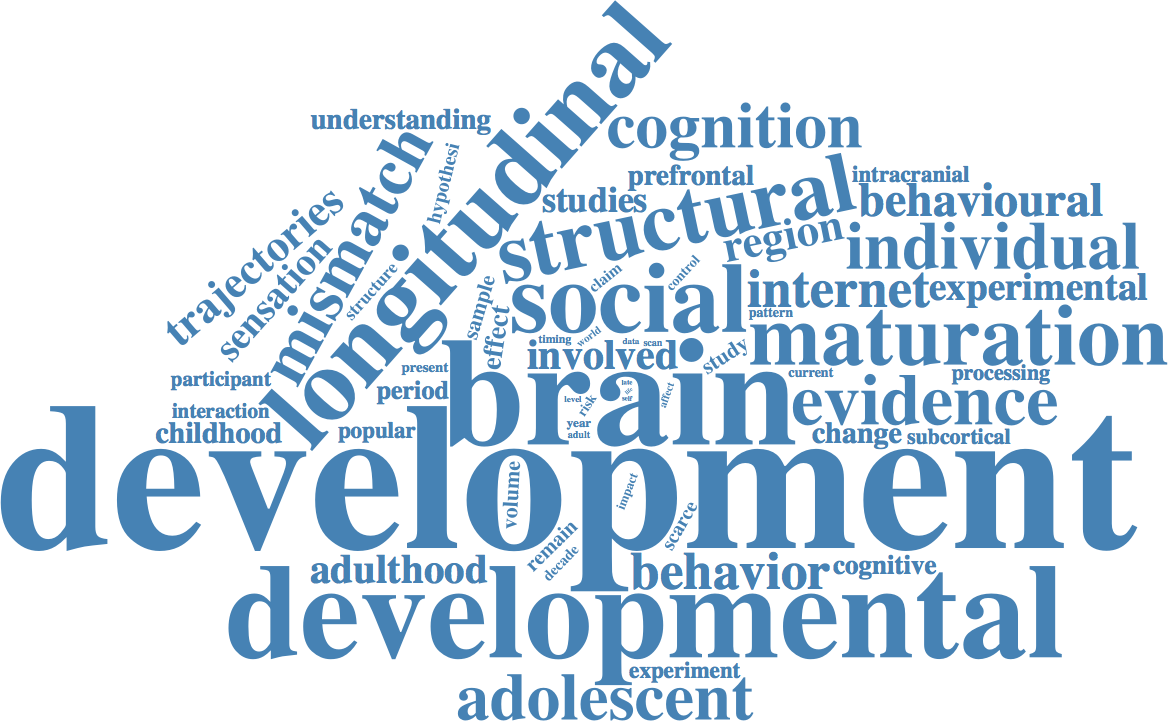 longitudinal
understanding
cognition
mismatch
hypothesi
prefrontal
intracranial
studies
structural
behavioural
trajectories
sensation
structure
region
individual
claim
control
sample
social
internet
experimental
effect
pattern
maturation
timing
world
data
scan
involved
study
participant
present
brain
current
processing
period
late
life
level
self
risk
affect
evidence
interaction
childhood
popular
year
adult
change
subcortical
development
volume
impact
remain
decade
scarce
adulthood
behavior
cognitive
developmental
experiment
adolescent